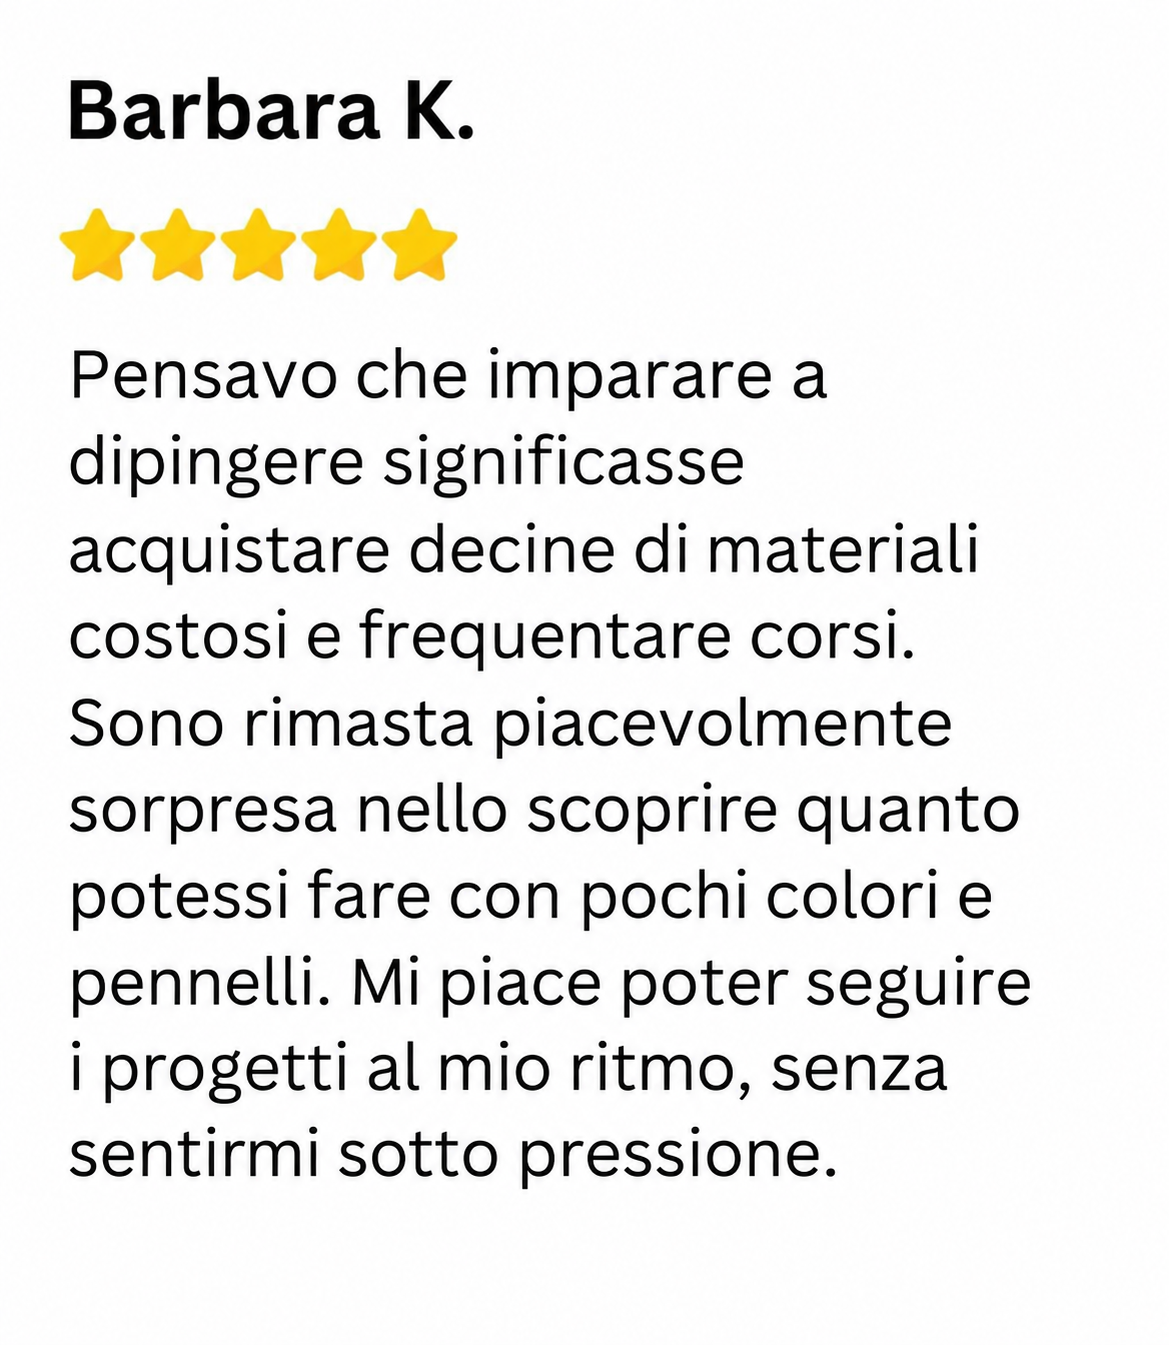 Barbara K.
Pensavo che imparare a
dipingere significasse
acquistare decine di materiali
costosi e frequentare corsi.
Sono rimasta piacevolmente
sorpresa nello scoprire quanto
potessi fare con pochi colori e
pennelli. Mi piace poter seguire
i progetti al mio ritmo, senza
sentirmi sotto pressione.